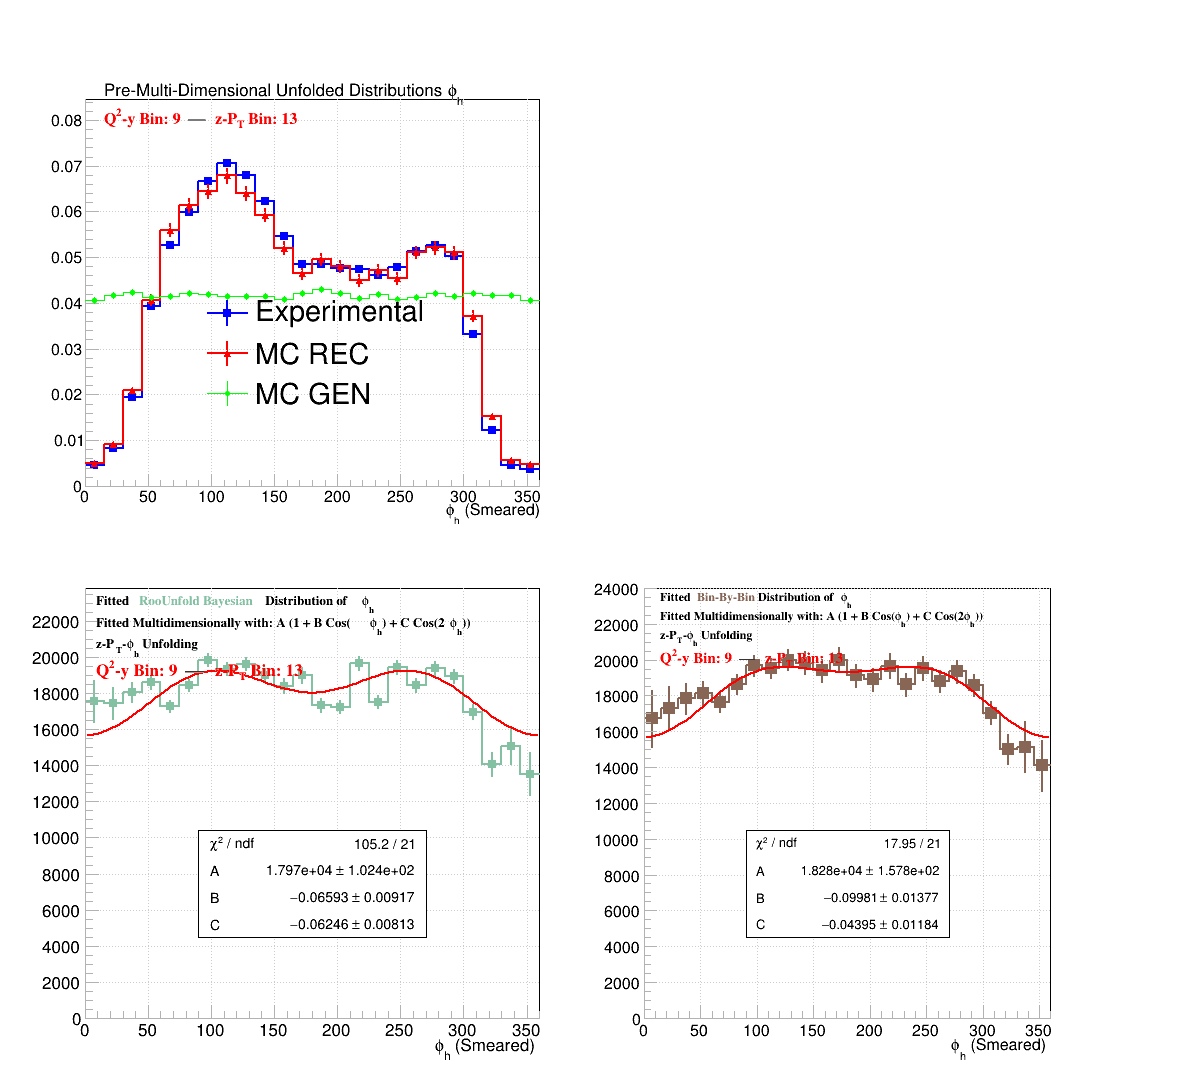 Pre-Multi-Dimensional Unfolded Distributions ϕh
Q2-y Bin: 9 — z-PT Bin: 13
0.08
0.07
0.06
0.05
0.04
0.03
0.02
0.01
0
Experimental
MC REC
MC GEN
0 50 100 150 200 250 300 350
ϕh (Smeared)
Fitted RooUnfold Bayesian Distribution of ϕh
Fitted Multidimensionally with: A (1 + B Cos( ϕh) + C Cos(2 ϕh))
z-PT-ϕh Unfolding
Q2-y Bin: 9 — z-PT Bin: 13
22000
20000
18000
16000
14000
12000
10000
8000
6000
4000
2000
0
χ2 / ndf 105.2 / 21
A 1.797e+04 ± 1.024e+02
B −0.06593 ± 0.00917
C −0.06246 ± 0.00813
0 50 100 150 200 250 300 350
ϕh (Smeared)
Fitted Bin-By-Bin Distribution of ϕh
Fitted Multidimensionally with: A (1 + B Cos(ϕh) + C Cos(2ϕh))
z-PT-ϕh Unfolding
Q2-y Bin: 9 — z-PT Bin: 13
24000
22000
20000
18000
16000
14000
12000
10000
8000
6000
4000
2000
0
χ2 / ndf 17.95 / 21
A 1.828e+04 ± 1.578e+02
B −0.09981 ± 0.01377
C −0.04395 ± 0.01184
0 50 100 150 200 250 300 350
ϕh (Smeared)